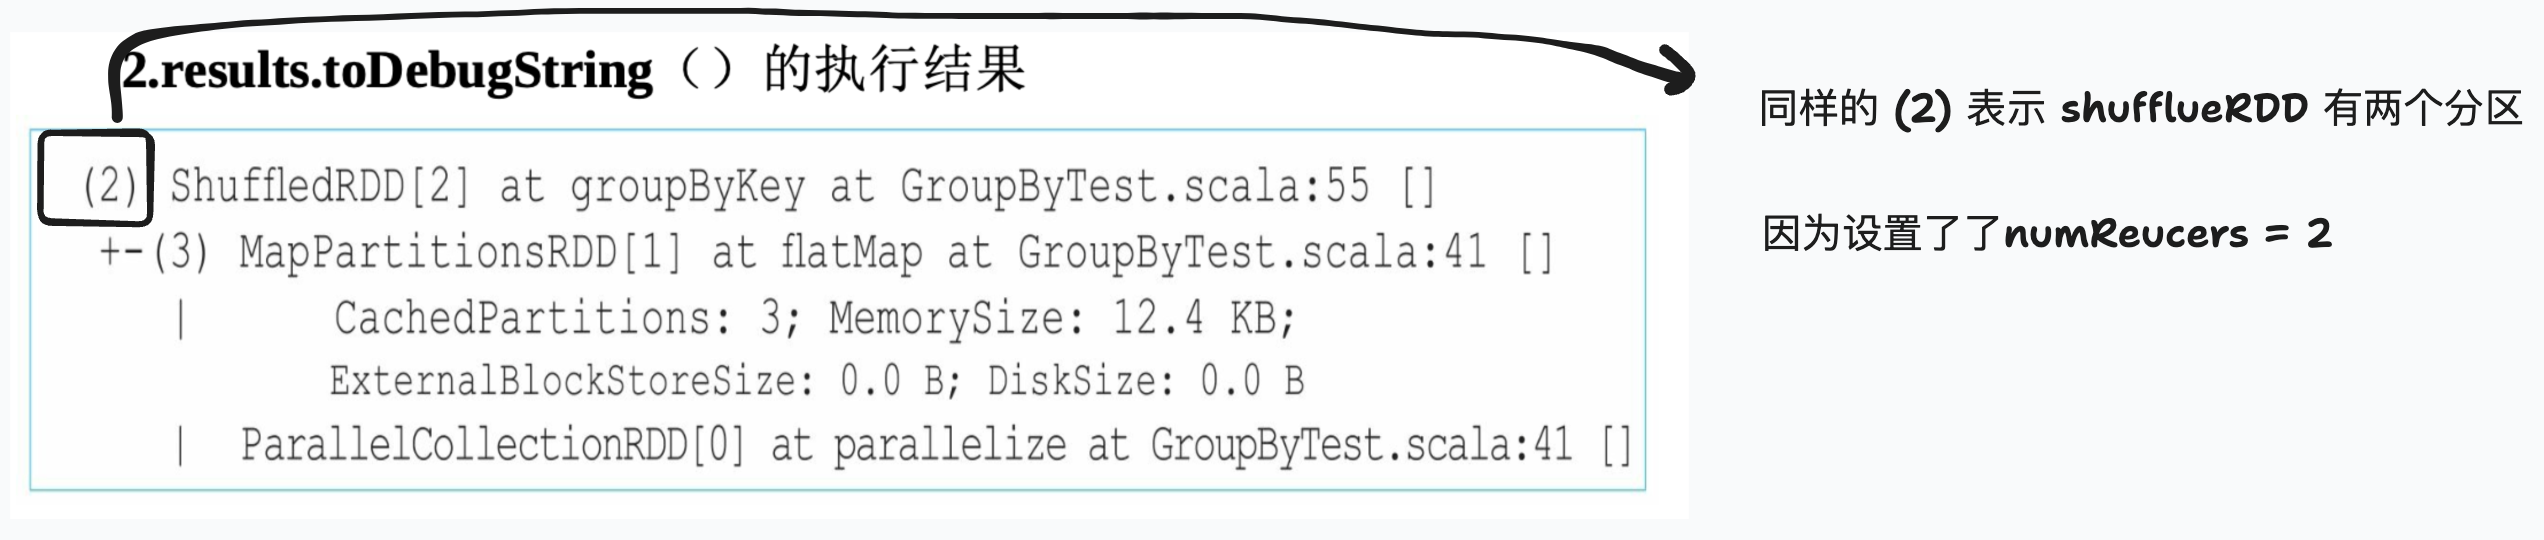 2.results.toDebugString（）的执行结果
(2) ShuffledRDD[2] at groupByKey at GroupByTest.scala:55 []
+-(3) MapPartitionsRDD[1] at flatMap at GroupByTest.scala:41 []
| CachedPartitions: 3; MemorySize: 12.4 KB;
ExternalBlockStoreSize: 0.0 B; DiskSize: 0.0 B
| ParallelCollectionRDD[0] at parallelize at GroupByTest.scala:41 []
同样的 (2) 表示 shufflueRDD 有两个分区
因为设置了了numReucers = 2